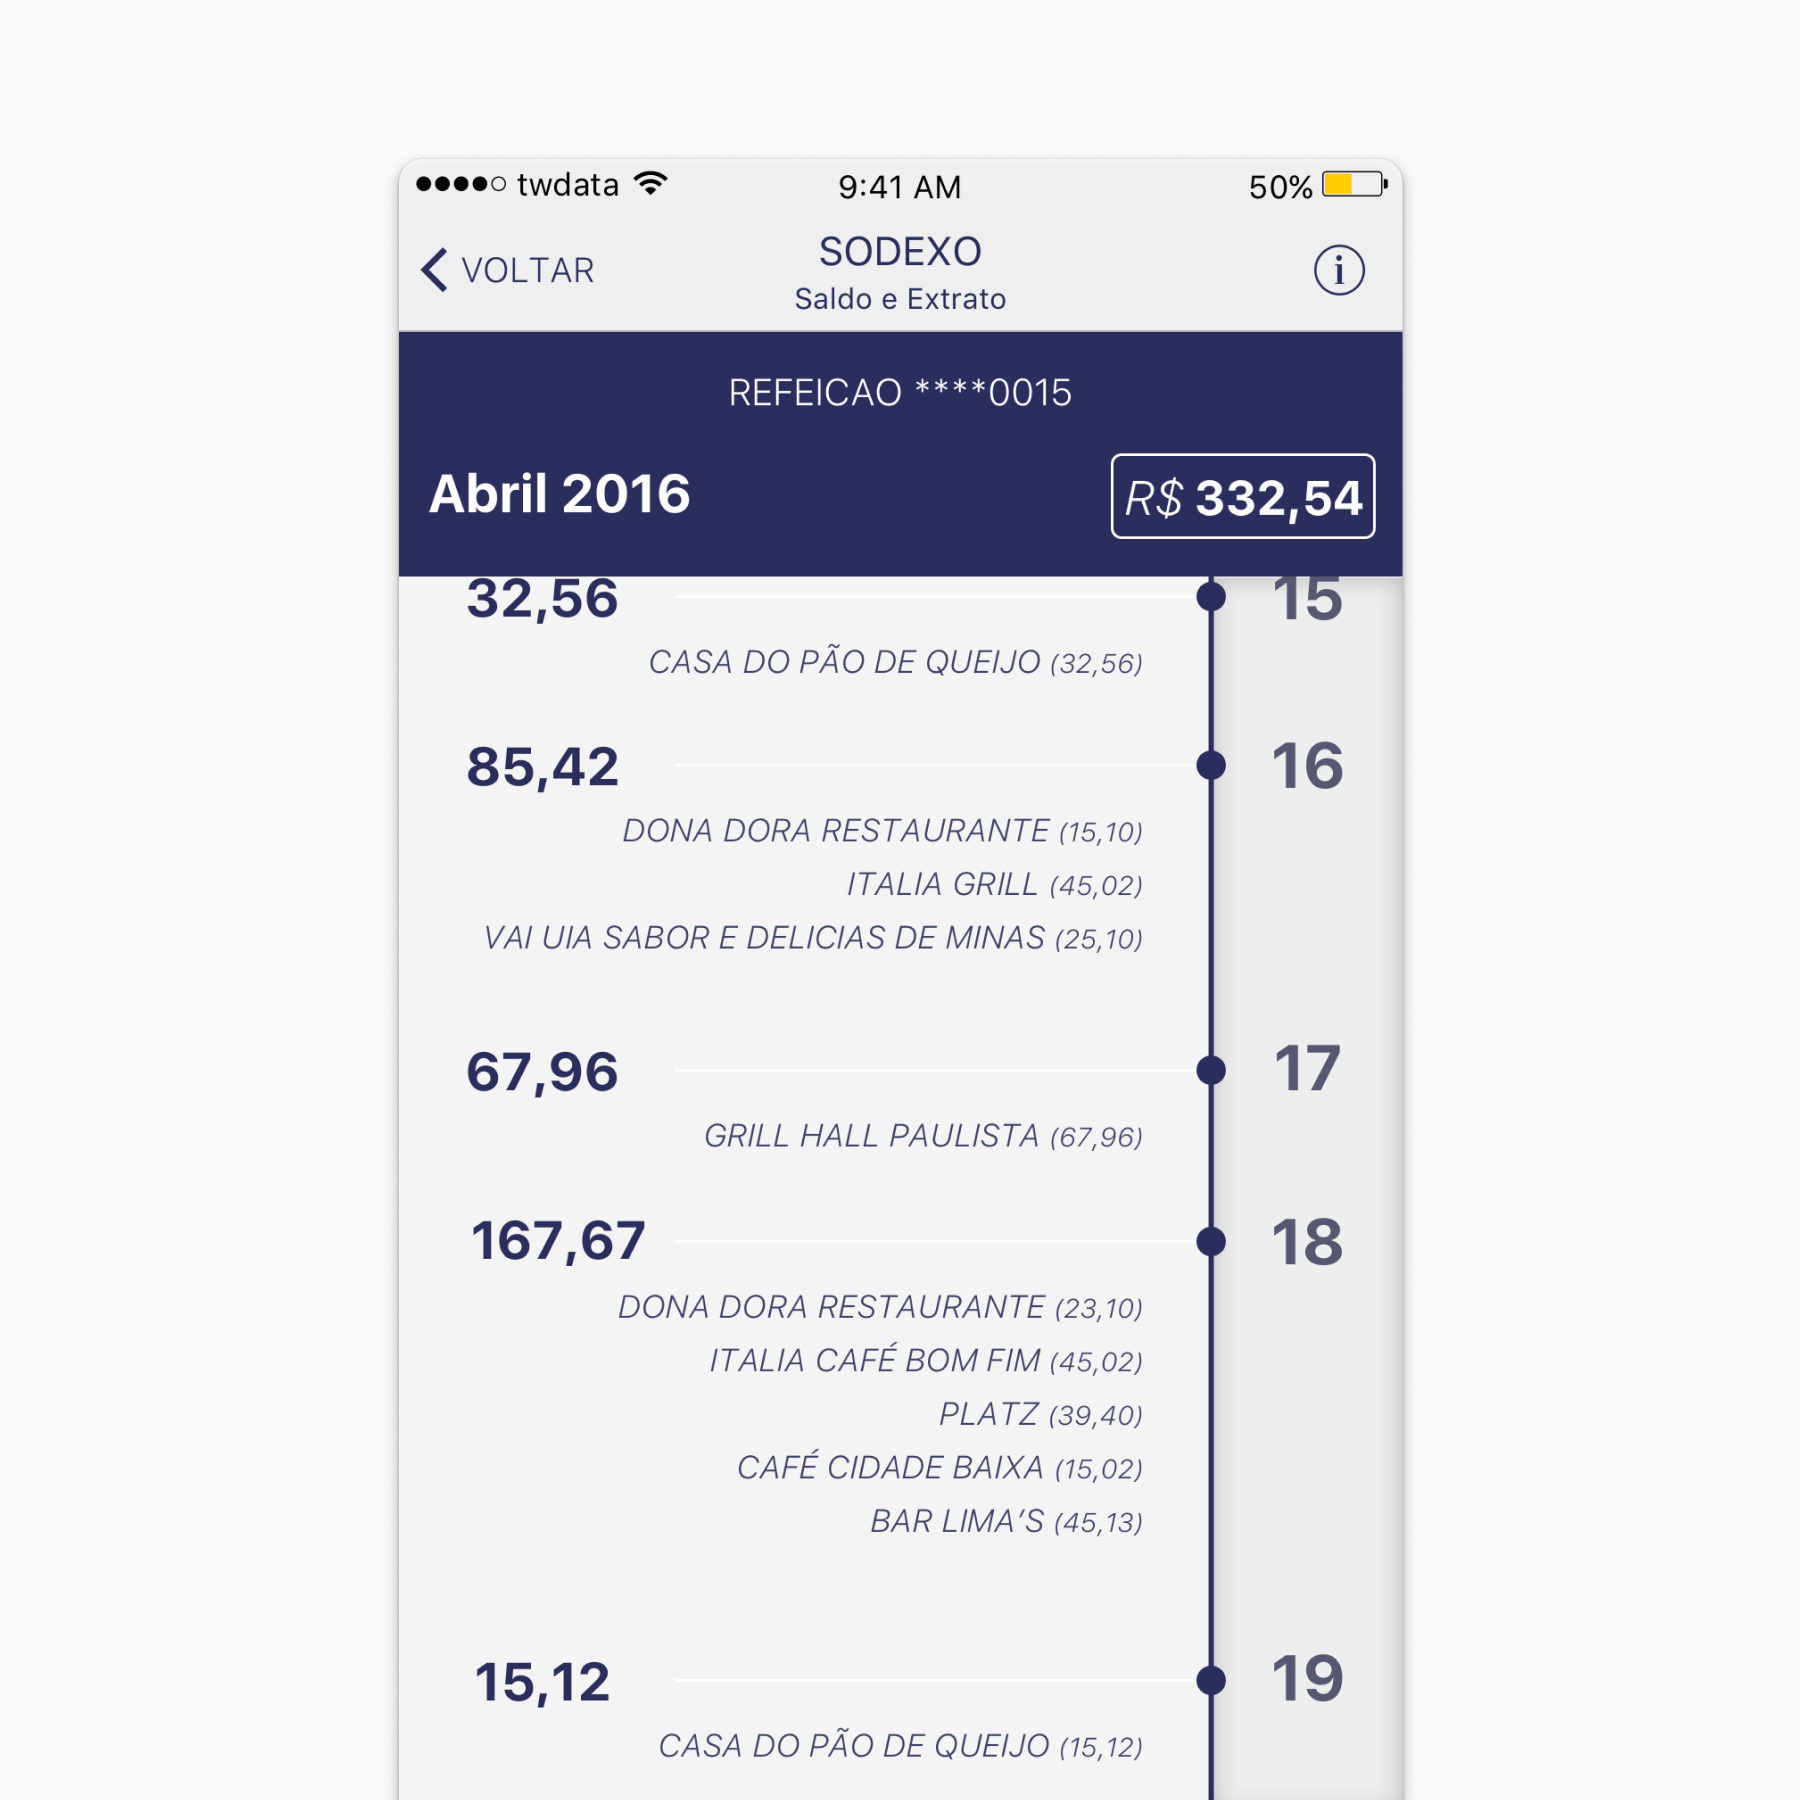 twdata 9:41 AM 50%
VOLTAR
SODEXO
Saldo e Extrato
i
REFEICAO ****0015
Abril 2016 R$ 332,54
32,56 15
CASA DO PÃO DE QUEIJO (32,56)
85,42 16
DONA DORA RESTAURANTE (15,10)
ITALIA GRILL (45,02)
VAI UIA SABOR E DELICIAS DE MINAS (25,10)
67,96 17
GRILL HALL PAULISTA (67,96)
167,67 18
DONA DORA RESTAURANTE (23,10)
ITALIA CAFÉ BOM FIM (45,02)
PLATZ (39,40)
CAFÉ CIDADE BAIXA (15,02)
BAR LIMA’S (45,13)
15,12 19
CASA DO PÃO DE QUEIJO (15,12)